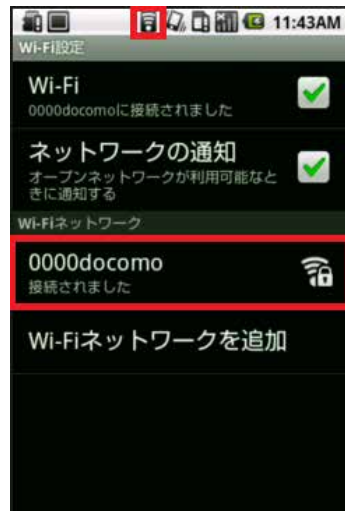 11:43AM
Wi-Fi設定
Wi-Fi
0000docomoに接続されました
ネットワークの通知
オープンネットワークが利用可能なと
きに通知する
Wi-Fiネットワーク
0000docomo
接続されました
Wi-Fiネットワークを追加